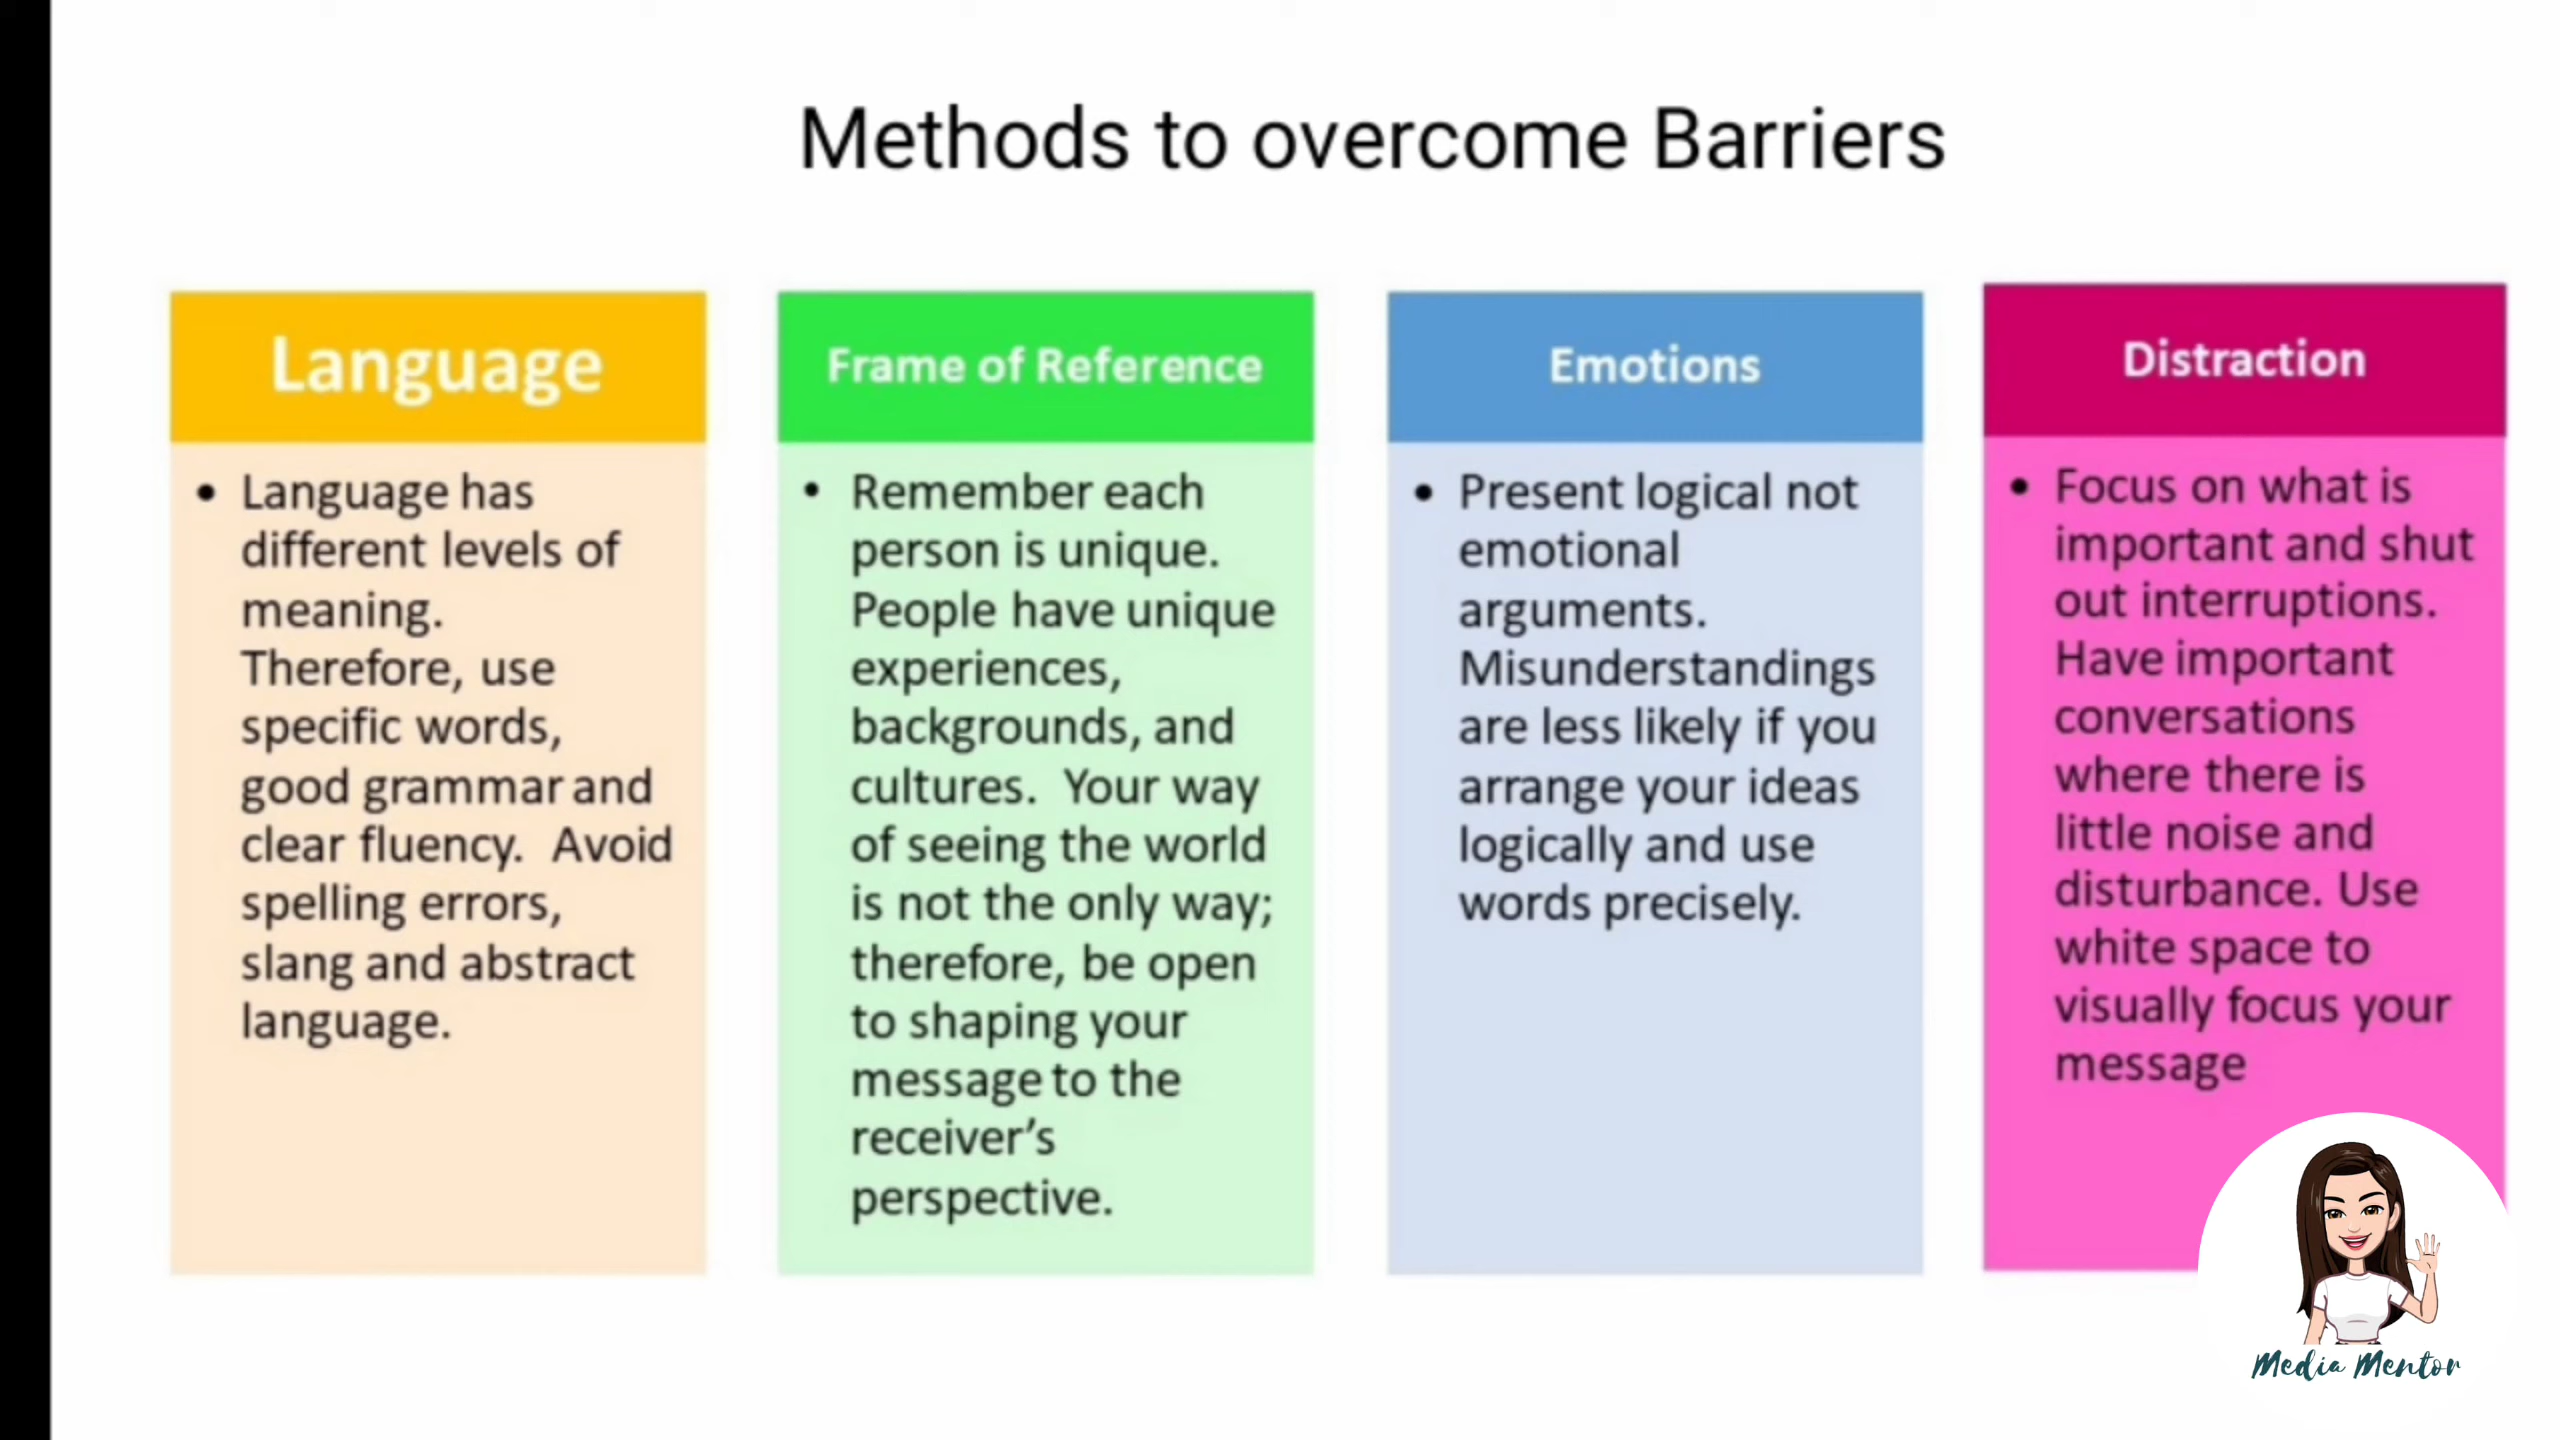 Methods to overcome Barriers
Language
• Language has
different levels of
meaning.
Therefore, use
specific words,
good grammar and
clear fluency. Avoid
spelling errors,
slang and abstract
language.
Frame of Reference
• Remember each
person is unique.
People have unique
experiences,
backgrounds, and
cultures. Your way
of seeing the world
is not the only way;
therefore, be open
to shaping your
message to the
receiver’s
perspective.
Emotions
• Present logical not
emotional
arguments.
Misunderstandings
are less likely if you
arrange your ideas
logically and use
words precisely.
Distraction
• Focus on what is
important and shut
out interruptions.
Have important
conversations
where there is
little noise and
disturbance. Use
white space to
visually focus your
message
Media Mentor